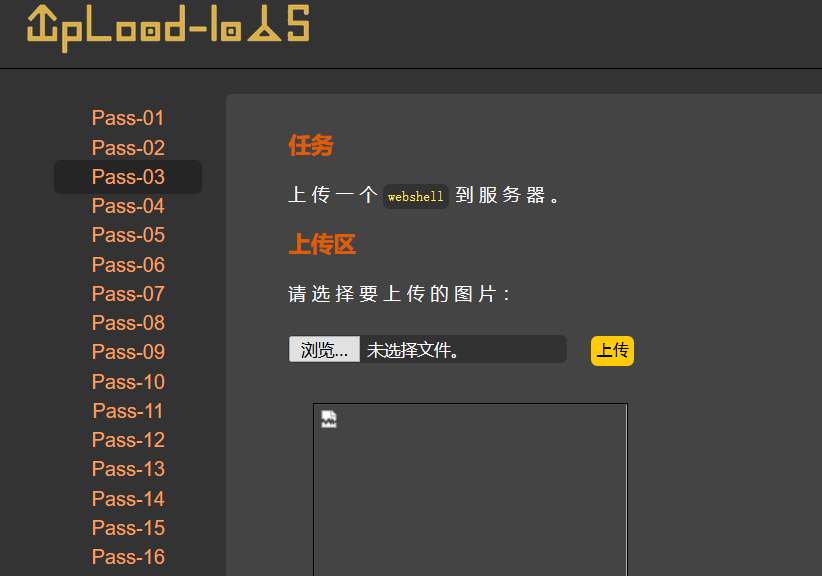 UpLoad-labs
Pass-01
Pass-02
Pass-03
Pass-04
Pass-05
Pass-06
Pass-07
Pass-08
Pass-09
Pass-10
Pass-11
Pass-12
Pass-13
Pass-14
Pass-15
Pass-16
任务
上传一个 webshell 到服务器。
上传区
请选择要上传的图片：
浏览... 未选择文件。 上传